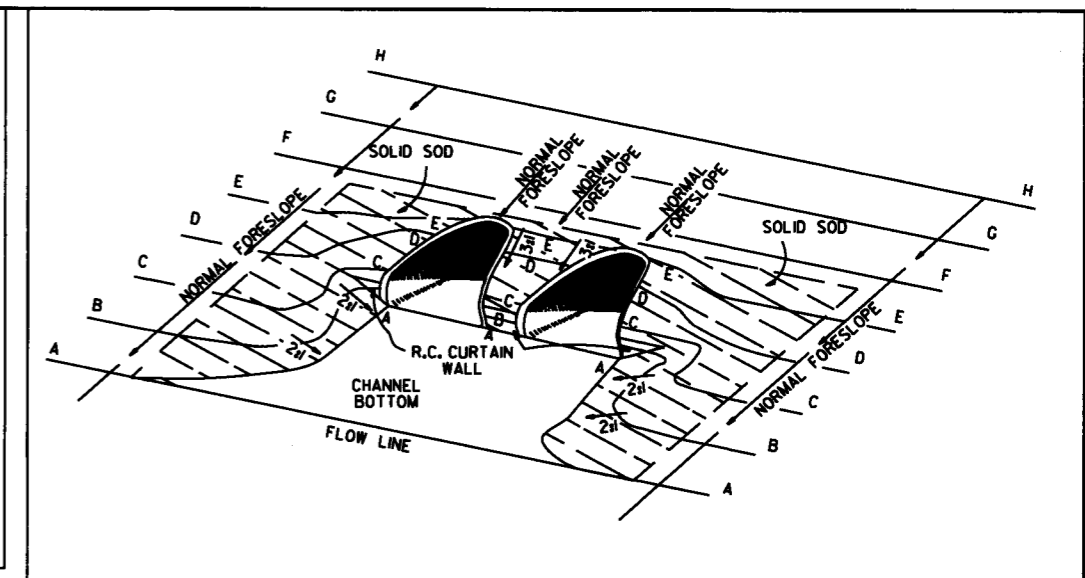 H
G
F
E
D
C
B
A
SOLID SOD
NORMAL FORESLOPE
NORMAL
FORESLOPE
NORMAL
FORESLOPE
NORMAL
FORESLOPE
SOLID SOD
H
G
F
E
D
C
B
A
NORMAL FORESLOPE
E
D
C
A
3:1
E
D
C
B
A
3:1
E
D
C
A
2:1
2:1
2:1
2:1
R.C. CURTAIN
WALL
CHANNEL
BOTTOM
FLOW LINE